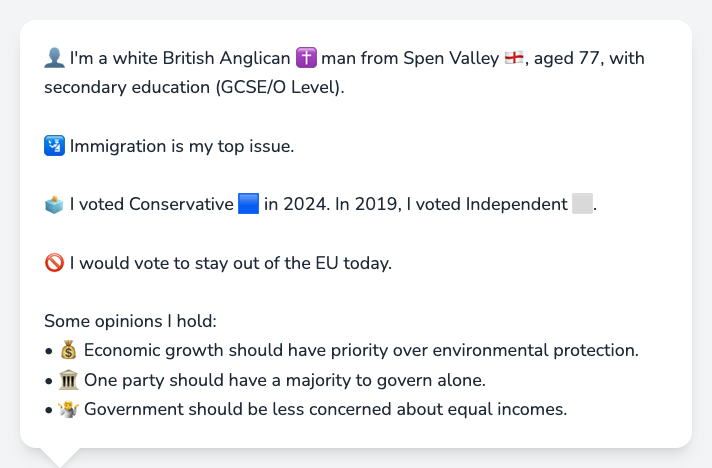 👤 I'm a white British Anglican ✝️ man from Spen Valley 🏴󠁧󠁢󠁥󠁮󠁧󠁿, aged 77, with
secondary education (GCSE/O Level).
🛂 Immigration is my top issue.
🗳️ I voted Conservative 🟦 in 2024. In 2019, I voted Independent ⬜.
🚫 I would vote to stay out of the EU today.
Some opinions I hold:
• 💰 Economic growth should have priority over environmental protection.
• 🏛️ One party should have a majority to govern alone.
• 🤷 Government should be less concerned about equal incomes.